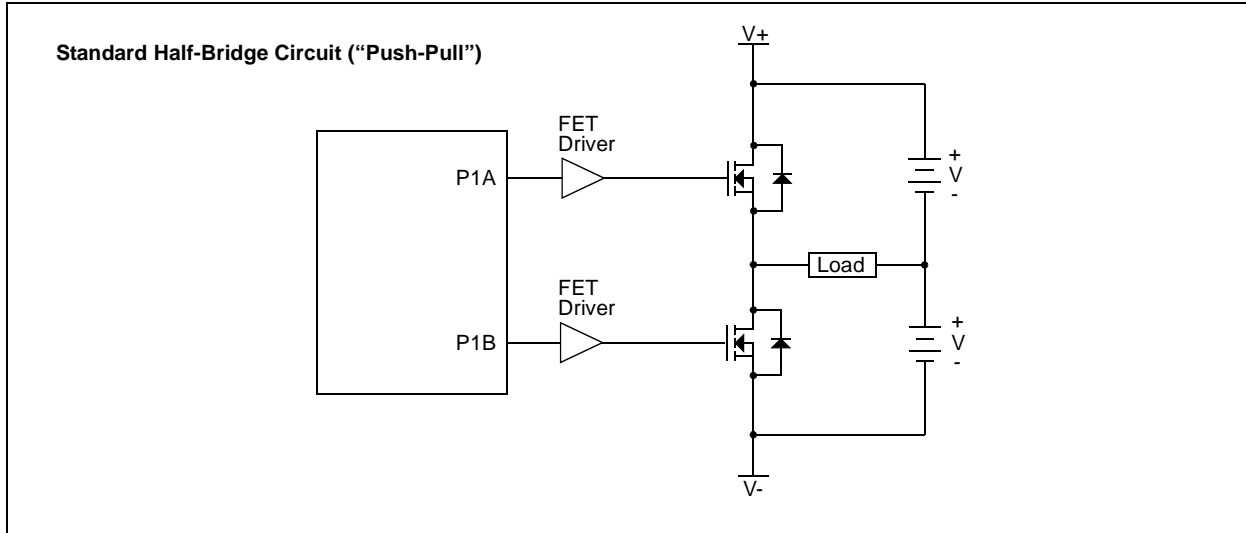 Standard Half-Bridge Circuit (“Push-Pull”)
V+
FET
Driver
P1A
+
V
-
Load
FET
Driver
P1B
+
V
-
V-